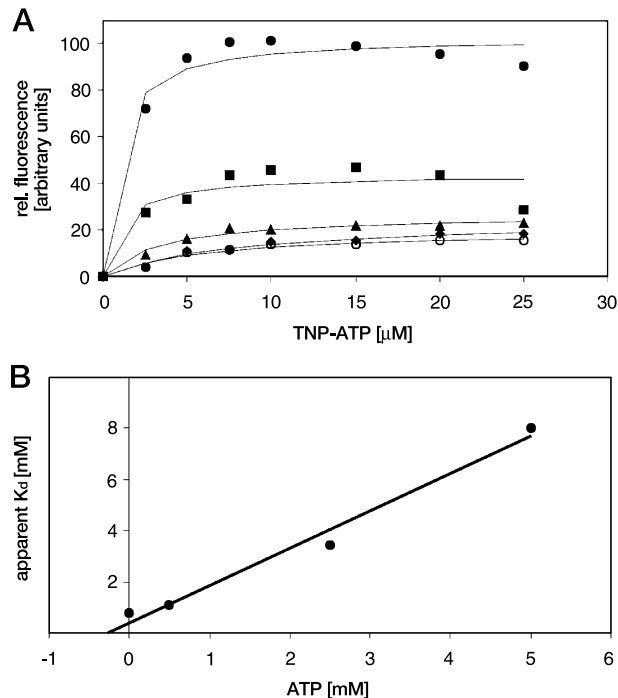 A
rel. fluorescence
[arbitrary units]
100
80
60
40
20
0
0 5 10 15 20 25 30
TNP-ATP [μM]
B
apparent Kd [mM]
8
6
4
2
-1 0 1 2 3 4 5 6
ATP [mM]